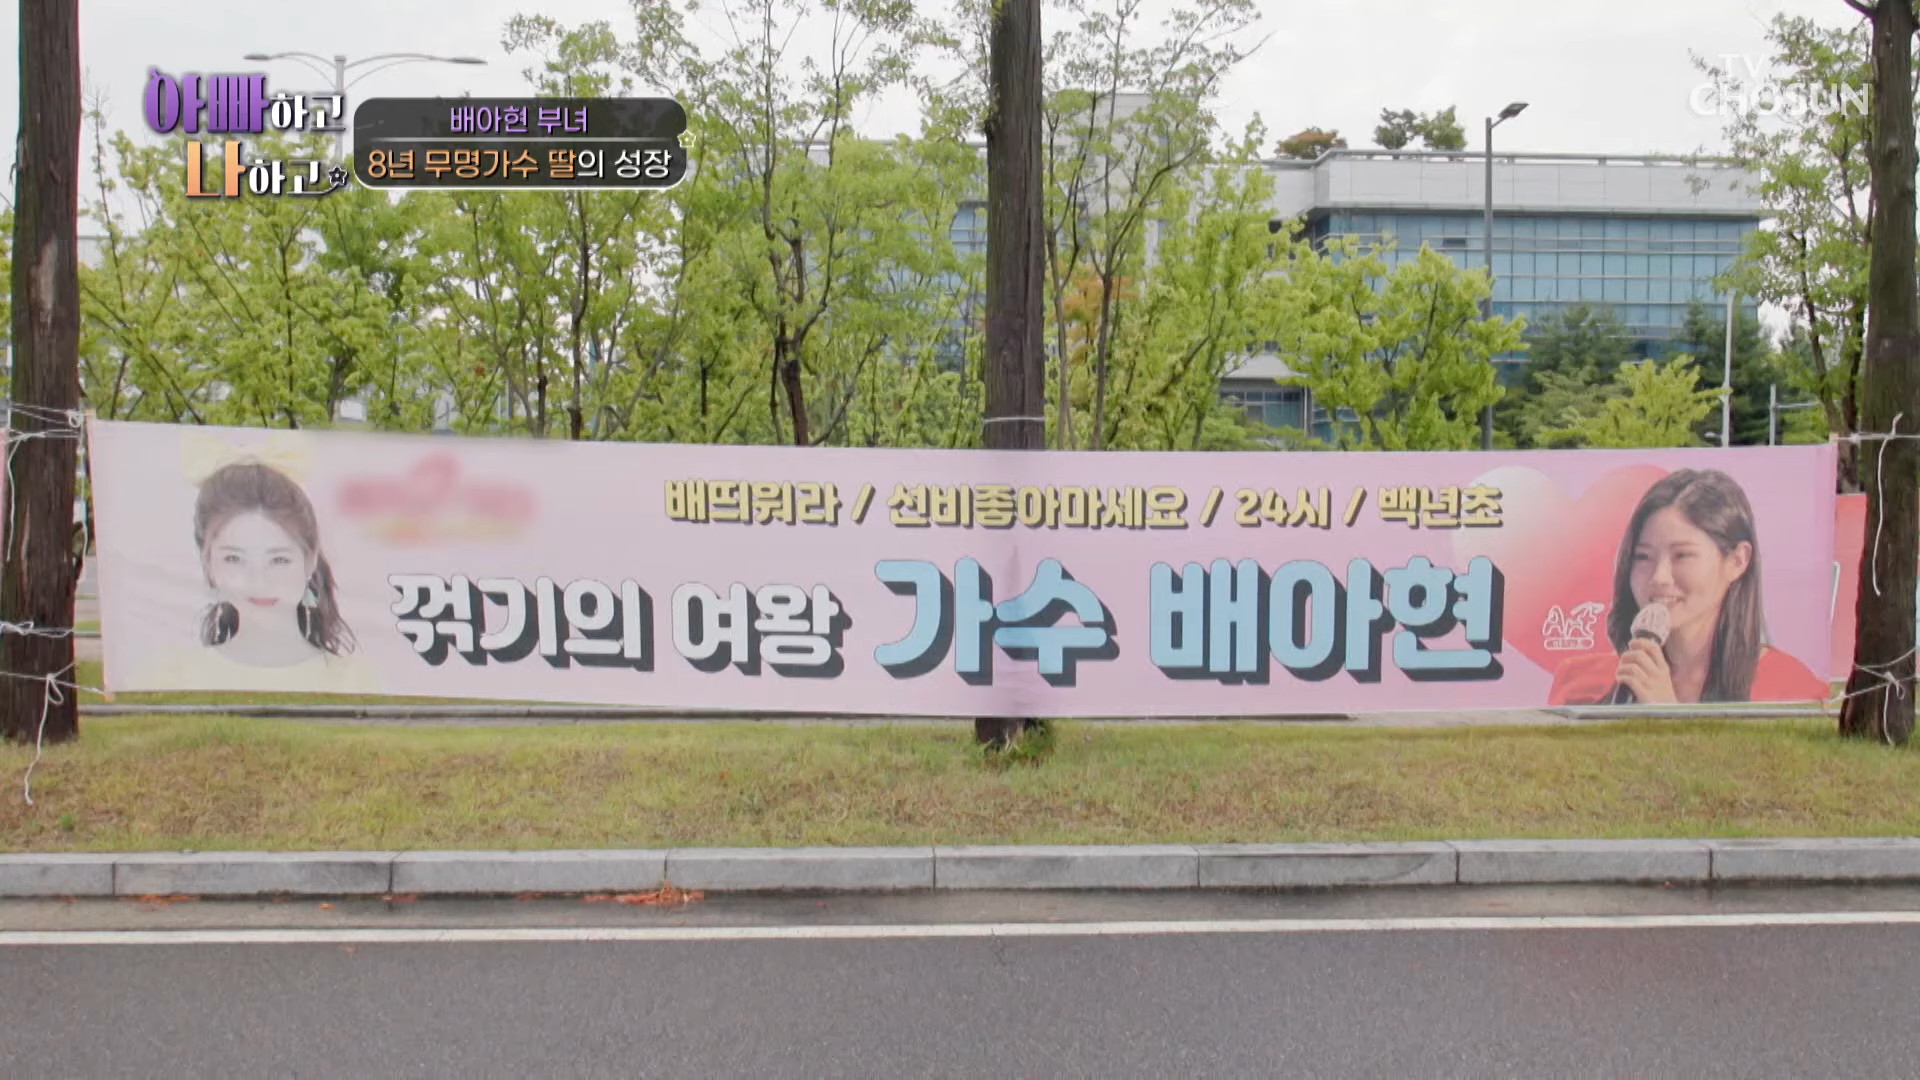 아빠하고
나하고
배아현 부녀
8년 무명가수 딸의 성장
TV
CHOSUN
배띄워라 / 선비좋아마세요 / 24시 / 백년초
꺾기의 여왕 가수 배아현